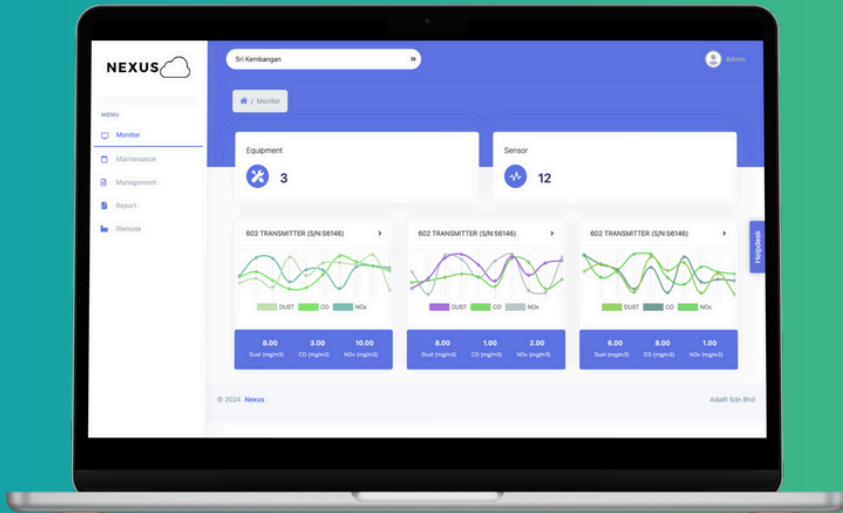 NEXUS
Sri Kembangan »
Admin
/ Monitor
MENU
Monitor
Maintenance
Management
Report
iRemote
Equipment
3
Sensor
12
Helpdesk
602 TRANSMITTER (S/N:56146) >
DUST CO NOx
8.00 3.00 10.00
Dust (mg/m3) CO (mg/m3) NOx (mg/m3)
602 TRANSMITTER (S/N:56146) >
DUST CO NOx
8.00 1.00 2.00
Dust (mg/m3) CO (mg/m3) NOx (mg/m3)
602 TRANSMITTER (S/N:56146) >
DUST CO NOx
6.00 8.00 1.00
Dust (mg/m3) CO (mg/m3) NOx (mg/m3)
© 2024 Nexus
Adalit Sdn Bhd